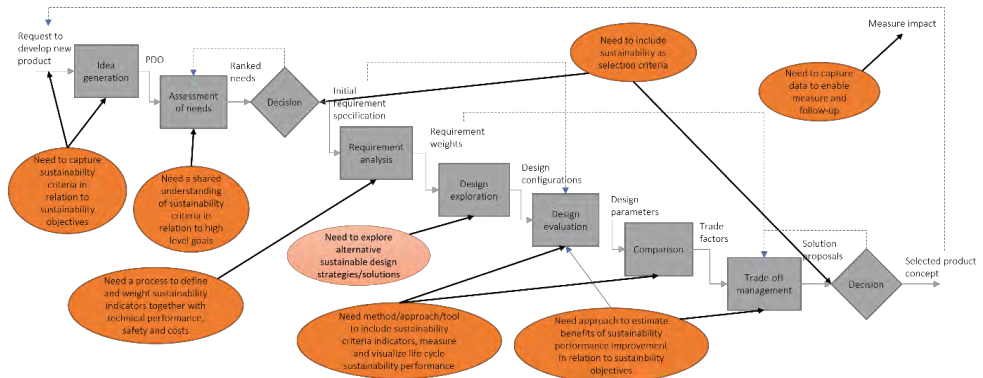 Request to
develop new
product
Idea
generation
PDO
Assessment
of needs
Ranked
needs
Decision
Need to include
sustainability as
selection criteria
Measure impact
Need to capture
data to enable
measure and
follow-up
Initial
requirement
specification
Requirement
analysis
Requirement
weights
Design
exploration
Design
configurations
Design
evaluation
Design
parameters
Comparison
Trade
factors
Trade off
management
Solution
proposals
Decision
Selected product
concept
Need to capture
sustainability
criteria in
relation to
sustainability
objectives
Need a shared
understanding
of sustainability
criteria in
relation to high
level goals
Need to explore
alternative
sustainable design
strategies/solutions
Need a process to define
and weight sustainability
indicators together with
technical performance,
safety and costs
Need method/approach/tool
to include sustainability
criteria indicators, measure
and visualize life cycle
sustainability performance
Need approach to estimate
benefits of sustainability
performance improvement
in relation to sustainbility
objectives